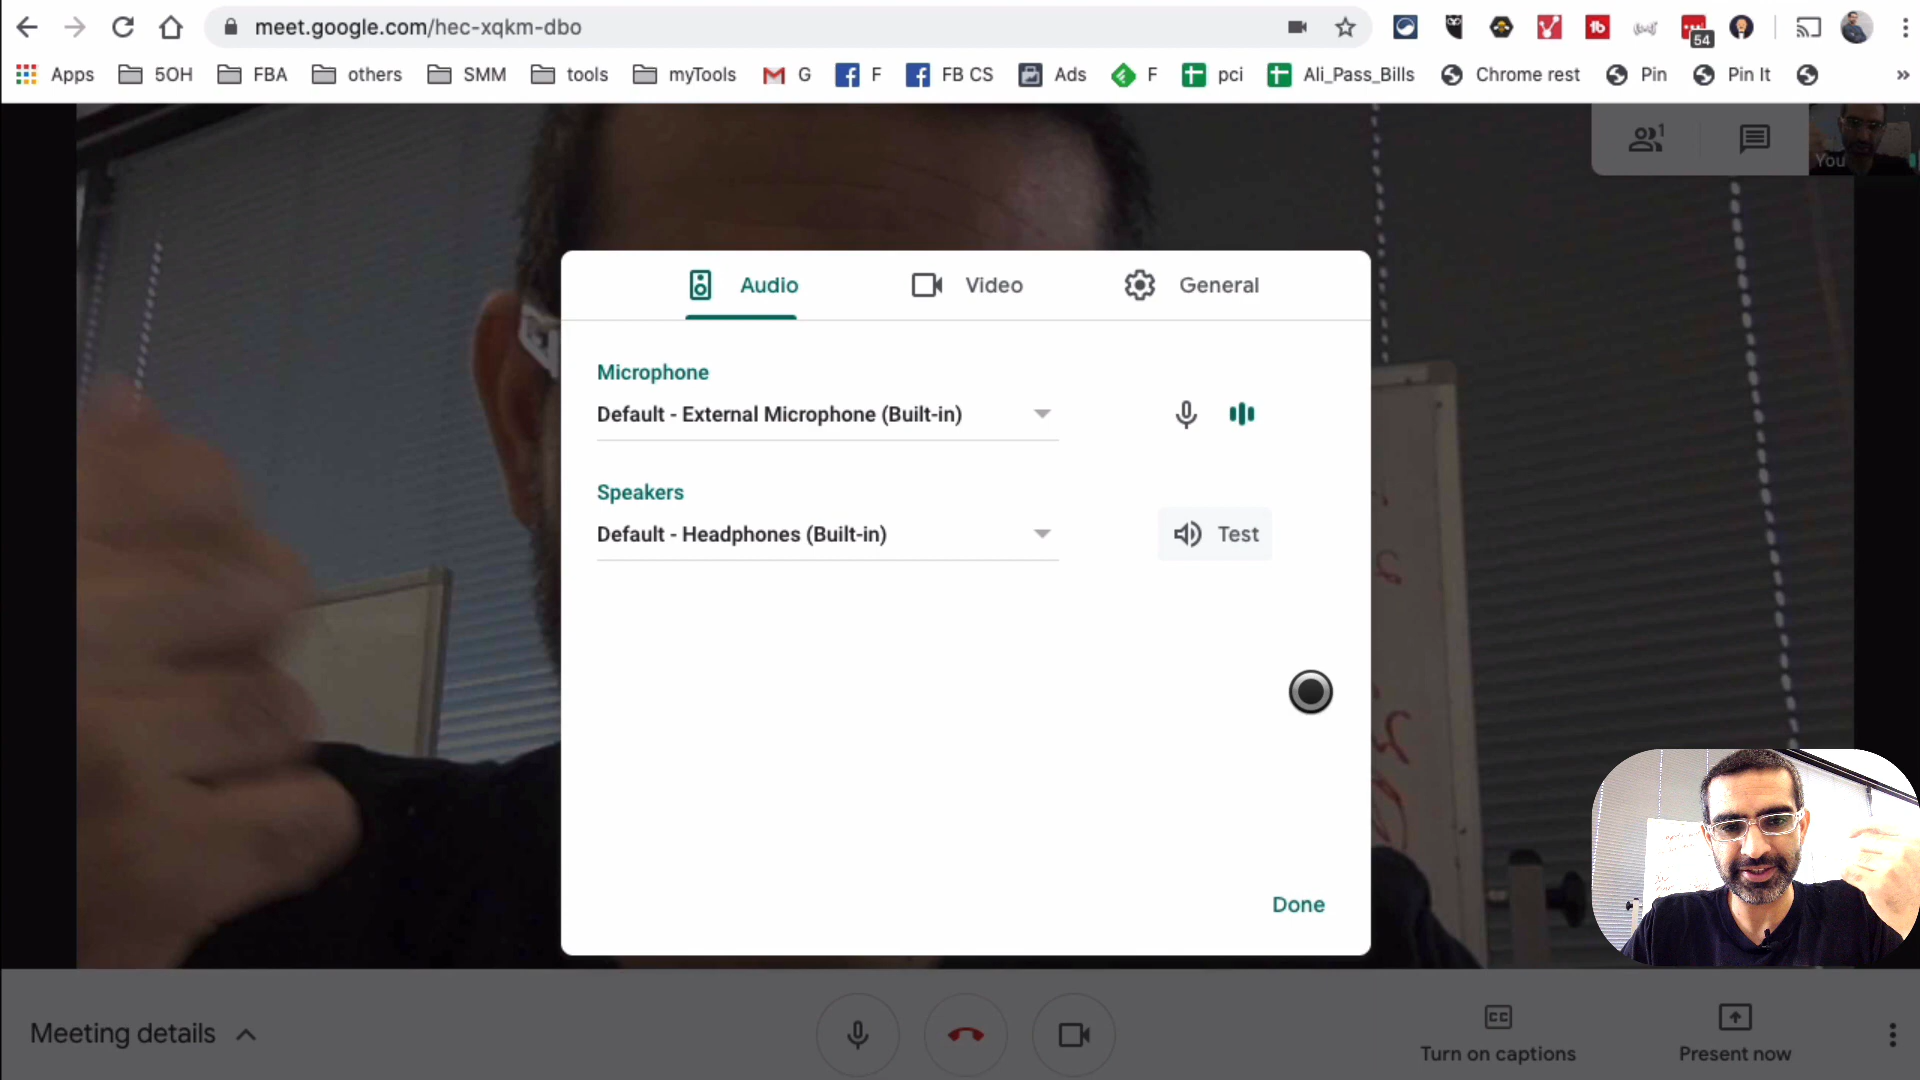 meet.google.com/hec-xqkm-dbo
54
Apps 5OH FBA others SMM tools myTools G F FB CS Ads F pci Ali_Pass_Bills Chrome rest Pin Pin It »
1
You
Audio Video General
Microphone
Default - External Microphone (Built-in)
Speakers
Default - Headphones (Built-in)
Test
Done
Meeting details
CC
Turn on captions
Present now